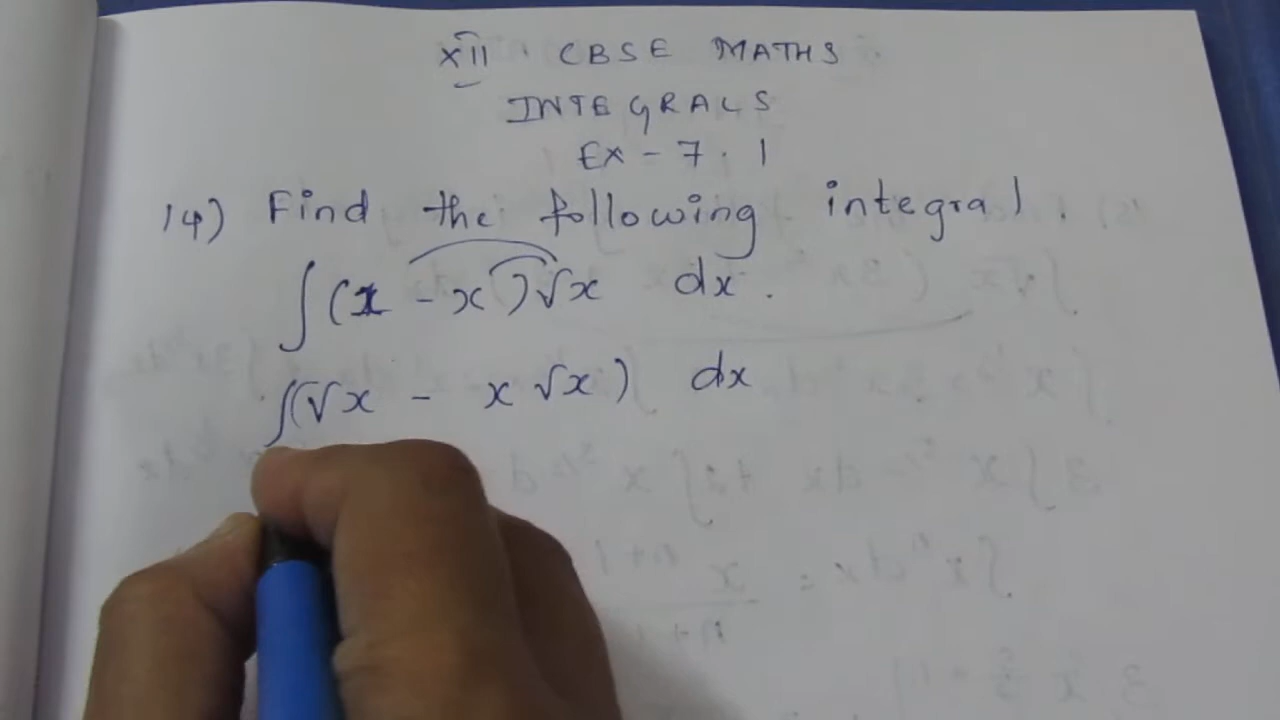 XII CBSE MATHS
INTEGRALS
Ex - 7.1
14) Find the following integral.
∫(1 - x)√x dx.
∫(√x - x √x) dx